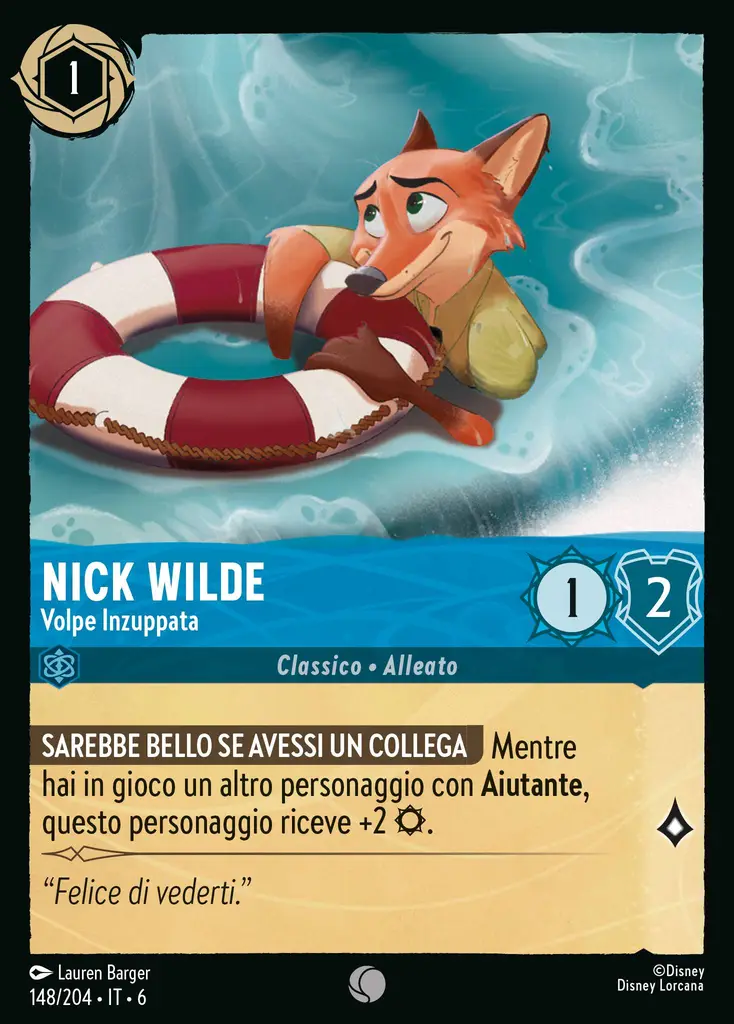 1
NICK WILDE
Volpe Inzuppata
1
2
Classico • Alleato
SAREBBE BELLO SE AVESSI UN COLLEGA Mentre
hai in gioco un altro personaggio con Aiutante,
questo personaggio riceve +2 .
“Felice di vederti.”
Lauren Barger
©Disney
148/204 • IT • 6
Disney Lorcana